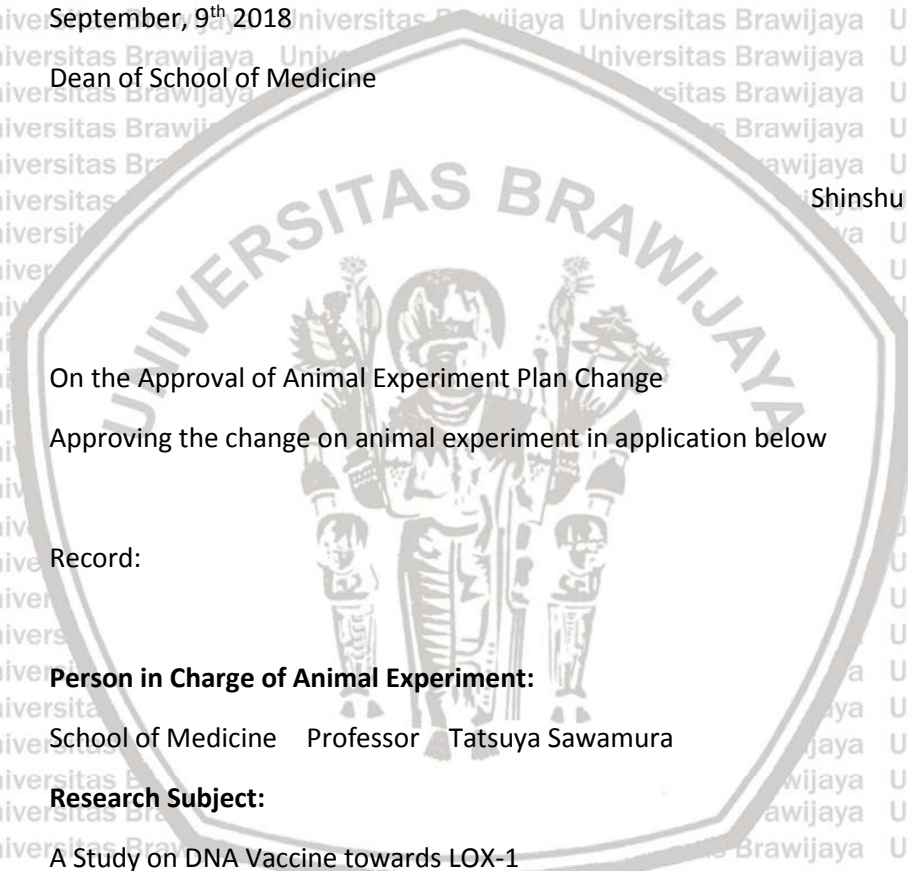 September, 9th 2018
Dean of School of Medicine
Shinshu
On the Approval of Animal Experiment Plan Change
Approving the change on animal experiment in application below
Record:
Person in Charge of Animal Experiment:
School of Medicine Professor Tatsuya Sawamura
Research Subject:
A Study on DNA Vaccine towards LOX-1
UNIVERSITAS BRAWIJAYA